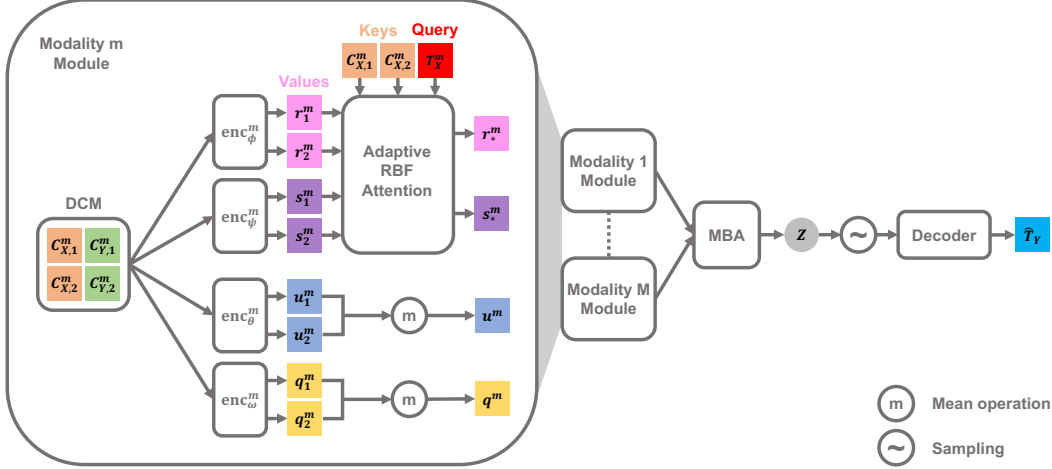 Modality m
Module
Keys
Query
C^m_{X,1}
C^m_{X,2}
T^m_X
Values
enc^m_ϕ
r^m_1
r^m_2
Adaptive
RBF
Attention
r^m_*
enc^m_ψ
s^m_1
s^m_2
s^m_*
DCM
C^m_{X,1}
C^m_{Y,1}
C^m_{X,2}
C^m_{Y,2}
enc^m_θ
u^m_1
u^m_2
m
u^m
enc^m_ω
q^m_1
q^m_2
m
q^m
Modality 1
Module
Modality M
Module
MBA
Z
~
Decoder
T̂_Y
m
Mean operation
~
Sampling